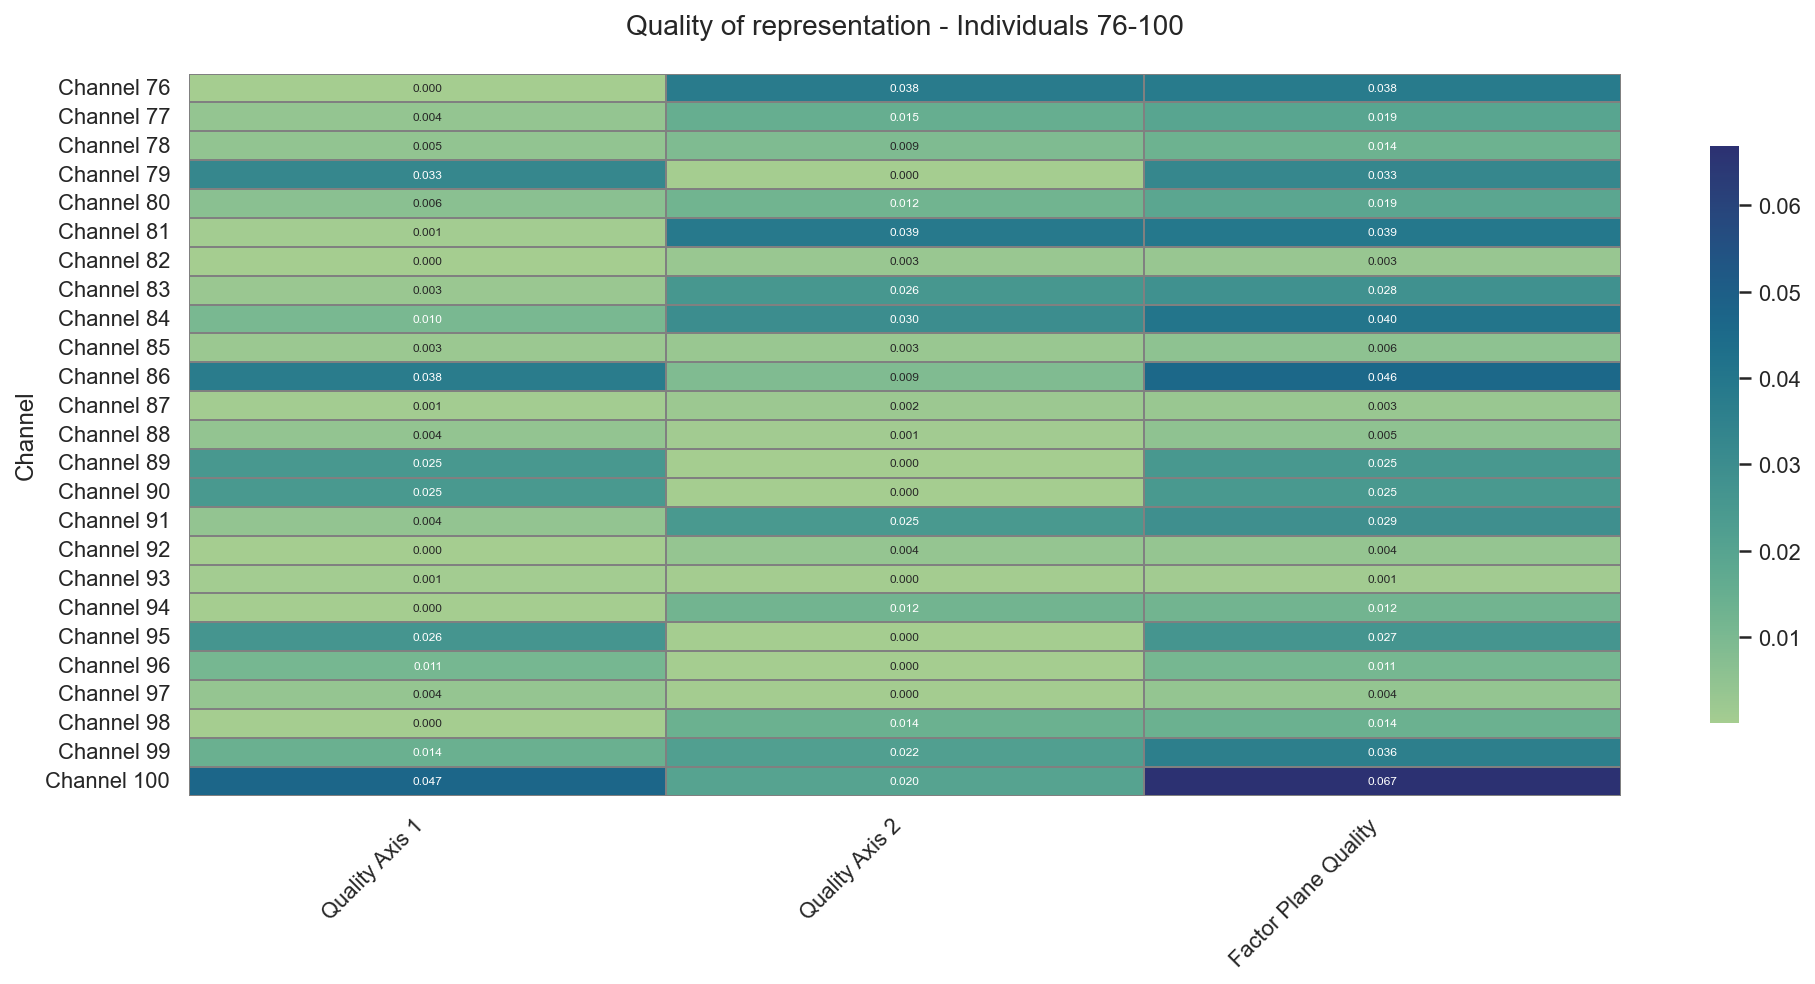 Quality of representation - Individuals 76-100
Channel
Channel 76 0.000 0.038 0.038
Channel 77 0.004 0.015 0.019
Channel 78 0.005 0.009 0.014
Channel 79 0.033 0.000 0.033
Channel 80 0.006 0.012 0.019
Channel 81 0.001 0.039 0.039
Channel 82 0.000 0.003 0.003
Channel 83 0.003 0.026 0.028
Channel 84 0.010 0.030 0.040
Channel 85 0.003 0.003 0.006
Channel 86 0.038 0.009 0.046
Channel 87 0.001 0.002 0.003
Channel 88 0.004 0.001 0.005
Channel 89 0.025 0.000 0.025
Channel 90 0.025 0.000 0.025
Channel 91 0.004 0.025 0.029
Channel 92 0.000 0.004 0.004
Channel 93 0.001 0.000 0.001
Channel 94 0.000 0.012 0.012
Channel 95 0.026 0.000 0.027
Channel 96 0.011 0.000 0.011
Channel 97 0.004 0.000 0.004
Channel 98 0.000 0.014 0.014
Channel 99 0.014 0.022 0.036
Channel 100 0.047 0.020 0.067
Quality Axis 1
Quality Axis 2
Factor Plane Quality
0.06
0.05
0.04
0.03
0.02
0.01